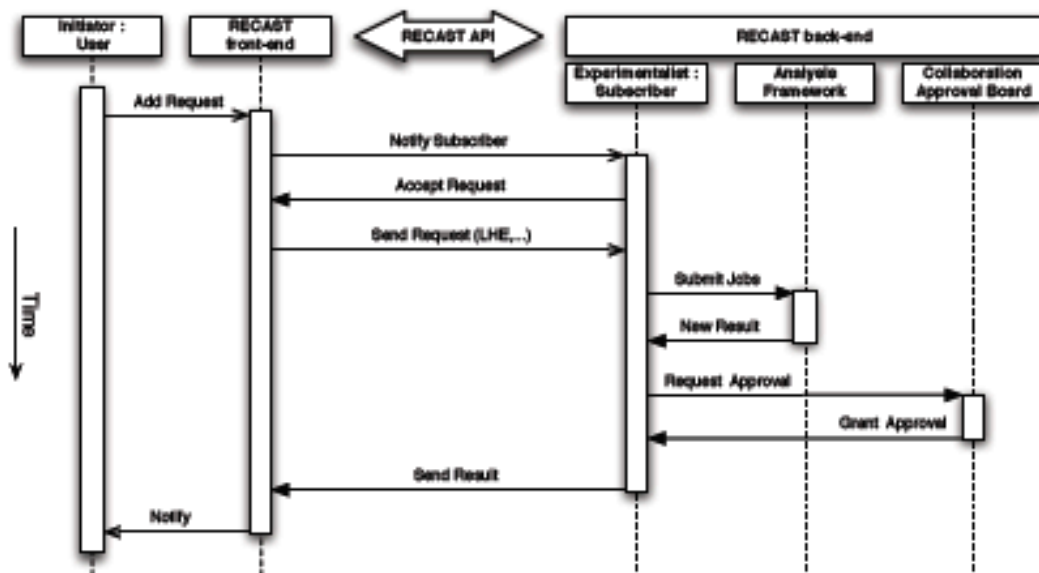 Initiator :
User
RECAST
front-end
RECAST API
RECAST back-end
Experimentalist :
Subscriber
Analysis
Framework
Collaboration
Approval Board
Add Request
Notify Subscriber
Accept Request
Send Request (LHE,...)
Time
Submit Jobs
New Result
Request Approval
Grant Approval
Send Result
Notify